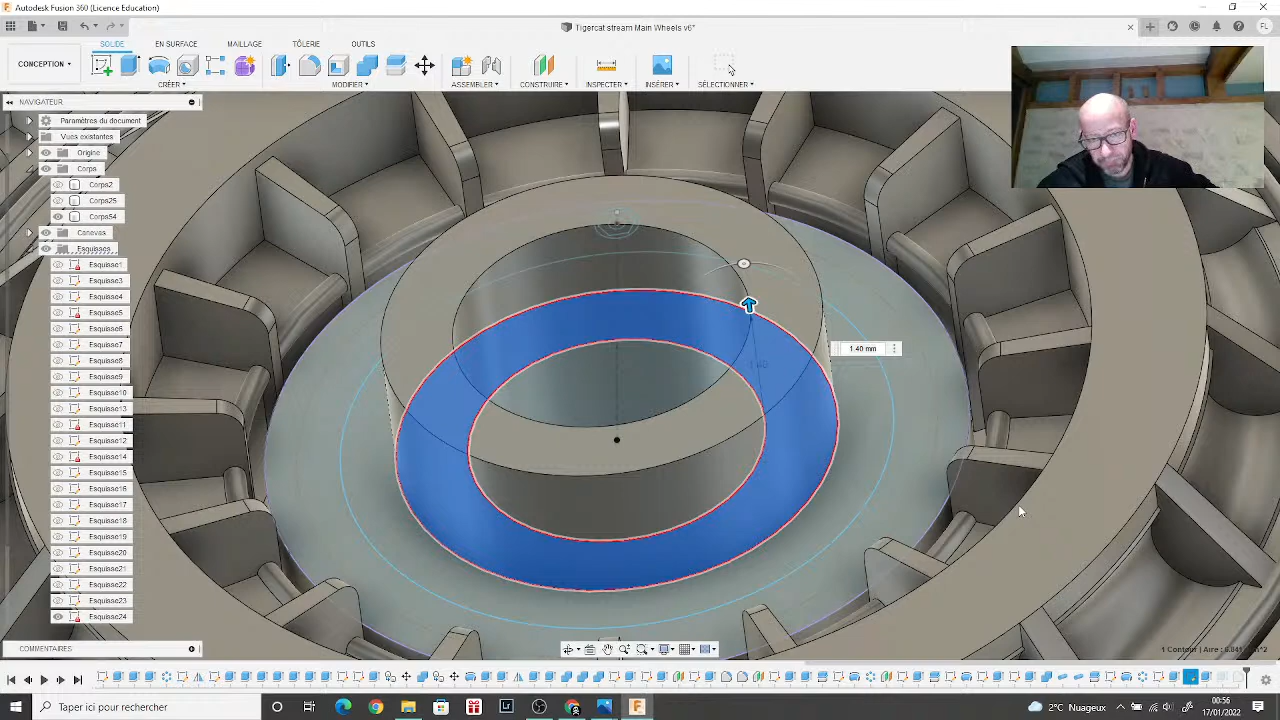 Autodesk Fusion 360 (Licence Education)
Tigercat stream Main Wheels v6*
FL
SOLIDE EN SURFACE MAILLAGE TÔLERIE OUTILS
CONCEPTION
CRÉER MODIFIER ASSEMBLER CONSTRUIRE INSPECTER INSÉRER SÉLECTIONNER
NAVIGATEUR
Paramètres du document
Vues existantes
Origine
Corps
Corps2
Corps25
Corps54
Canevas
Esquisses
Esquisse1
Esquisse3
Esquisse4
Esquisse5
Esquisse6
Esquisse7
Esquisse8
Esquisse9
Esquisse10
Esquisse13
Esquisse11
Esquisse12
Esquisse14
Esquisse15
Esquisse16
Esquisse17
Esquisse18
Esquisse19
Esquisse20
Esquisse21
Esquisse22
Esquisse23
Esquisse24
1.40 mm
COMMENTAIRES
Taper ici pour rechercher
2°C Nuageux
00:56
17/01/2022